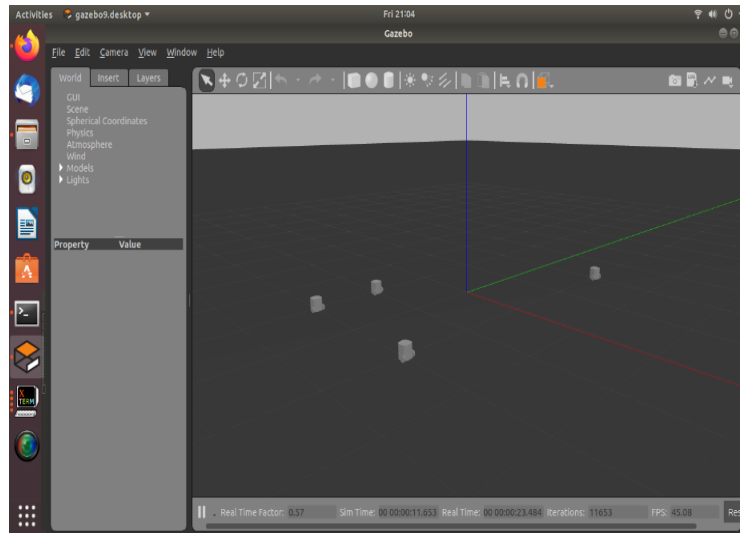 Activities gazebo9.desktop Fri 21:04
Gazebo
File Edit Camera View Window Help
World Insert Layers
GUI
Scene
Spherical Coordinates
Physics
Atmosphere
Wind
Models
Lights
Property Value
XTERM
Real Time Factor: 0.57 Sim Time: 00 00:00:11.653 Real Time: 00 00:00:23.484 Iterations: 11653 FPS: 45.08 Res